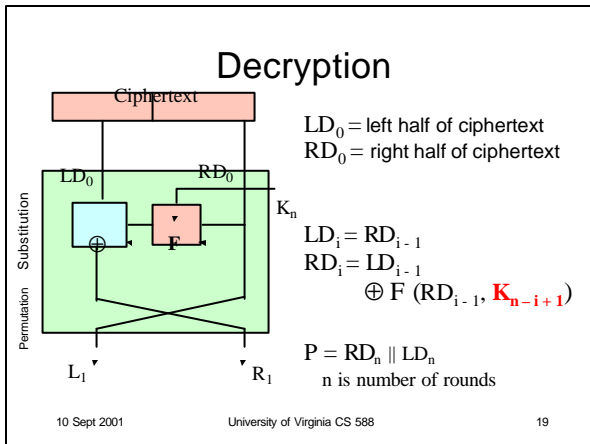 Decryption
Ciphertext
LD₀ = left half of ciphertext
RD₀ = right half of ciphertext
LD₀
RD₀
Kₙ
F
⊕
Substitution
Permutation
LDᵢ = RDᵢ₋₁
RDᵢ = LDᵢ₋₁
⊕ F (RDᵢ₋₁, Kₙ₋ᵢ₊₁)
P = RDₙ || LDₙ
n is number of rounds
L₁
R₁
10 Sept 2001
University of Virginia CS 588
19